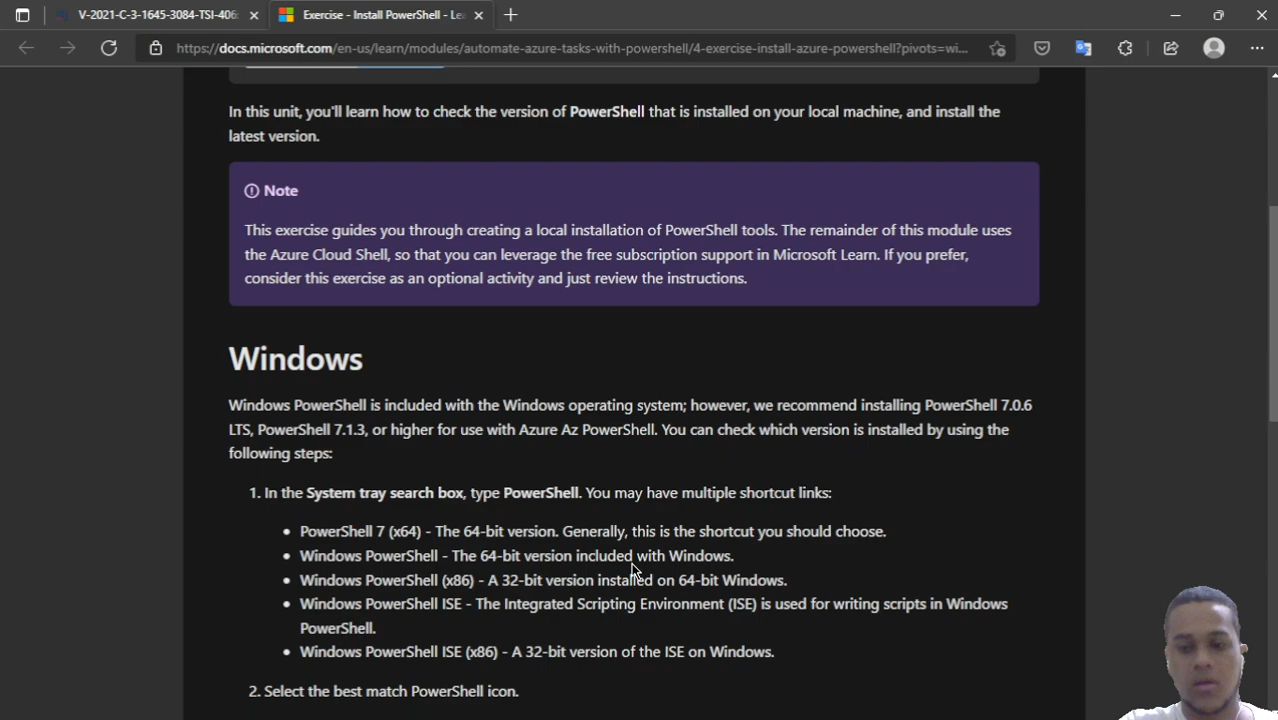 V-2021-C-3-1645-3084-TSI-406
Exercise - Install PowerShell - Le
https://docs.microsoft.com/en-us/learn/modules/automate-azure-tasks-with-powershell/4-exercise-install-azure-powershell?pivots=wi...
In this unit, you'll learn how to check the version of PowerShell that is installed on your local machine, and install the
latest version.
Note
This exercise guides you through creating a local installation of PowerShell tools. The remainder of this module uses
the Azure Cloud Shell, so that you can leverage the free subscription support in Microsoft Learn. If you prefer,
consider this exercise as an optional activity and just review the instructions.
Windows
Windows PowerShell is included with the Windows operating system; however, we recommend installing PowerShell 7.0.6
LTS, PowerShell 7.1.3, or higher for use with Azure Az PowerShell. You can check which version is installed by using the
following steps:
1. In the System tray search box, type PowerShell. You may have multiple shortcut links:
• PowerShell 7 (x64) - The 64-bit version. Generally, this is the shortcut you should choose.
• Windows PowerShell - The 64-bit version included with Windows.
• Windows PowerShell (x86) - A 32-bit version installed on 64-bit Windows.
• Windows PowerShell ISE - The Integrated Scripting Environment (ISE) is used for writing scripts in Windows
PowerShell.
• Windows PowerShell ISE (x86) - A 32-bit version of the ISE on Windows.
2. Select the best match PowerShell icon.